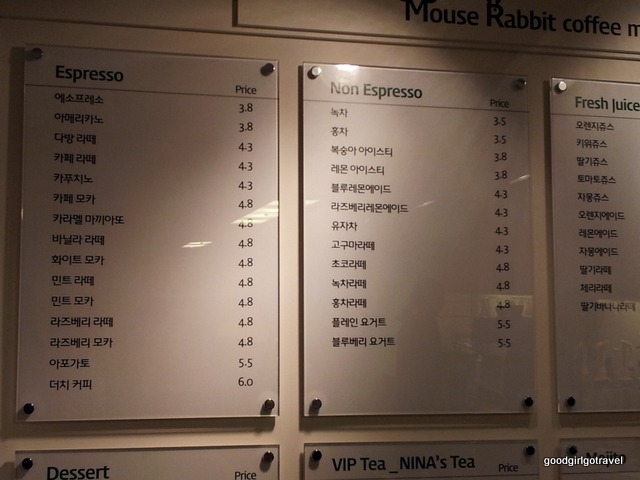 Mouse Rabbit coffee m
Espresso
Price
에소프레소 3.8
아메리카노 3.8
다방 라떼 4.3
카페 라떼 4.3
카푸치노 4.3
카페 모카 4.8
카라멜 마끼아또 4.8
바닐라 라떼 4.8
화이트 모카 4.8
민트 라떼 4.8
민트 모카 4.8
라즈베리 라떼 4.8
라즈베리 모카 4.8
아포가토 5.5
더치 커피 6.0
Non Espresso
Price
녹차 3.5
홍차 3.5
복숭아 아이스티 3.8
레몬 아이스티 3.8
블루레몬에이드 4.3
라즈베리레몬에이드 4.3
유자차 4.3
고구마라떼 4.3
초코라떼 4.8
녹차라떼 4.8
홍차라떼 4.8
플레인 요거트 5.5
블루베리 요거트 5.5
Fresh Juice
오렌지쥬스
키위쥬스
딸기쥬스
토마토쥬스
자몽쥬스
오렌지에이드
레몬에이드
자몽에이드
딸기라떼
체리라떼
딸기바나나라떼
Dessert Price
VIP Tea _NINA's Tea Price
Mojito
goodgirlgotravel